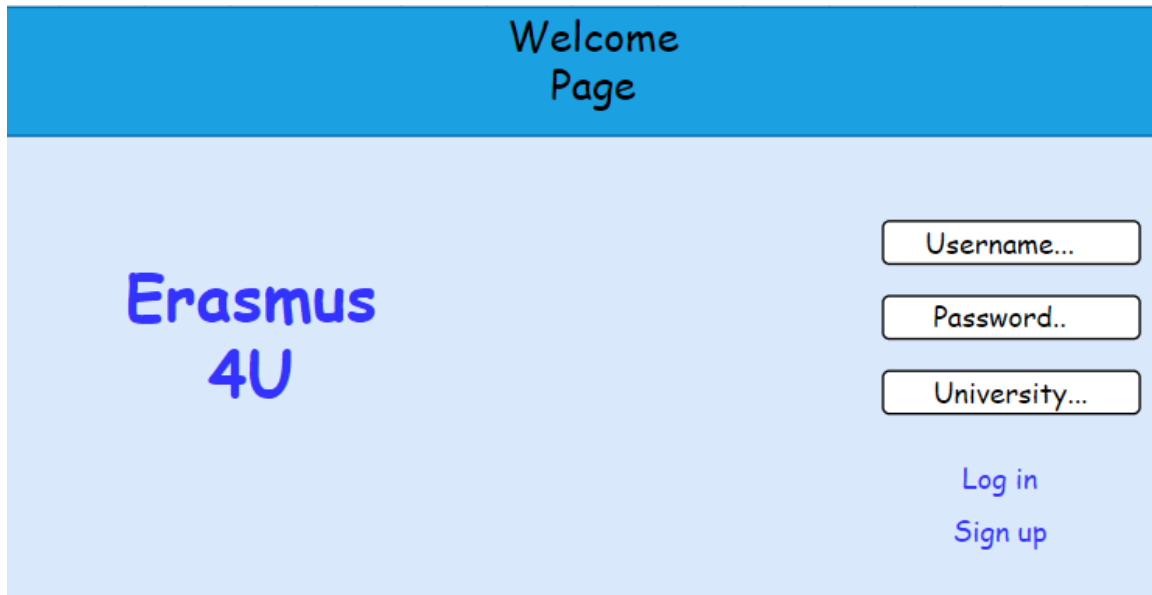 Welcome
Page
Erasmus
4U
Username...
Password..
University...
Log in
Sign up